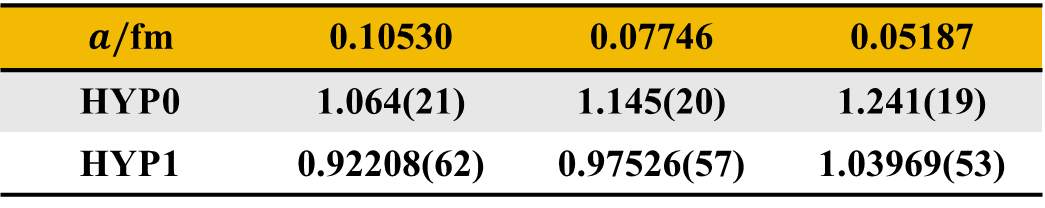 a/fm 0.10530 0.07746 0.05187
HYP0 1.064(21) 1.145(20) 1.241(19)
HYP1 0.92208(62) 0.97526(57) 1.03969(53)